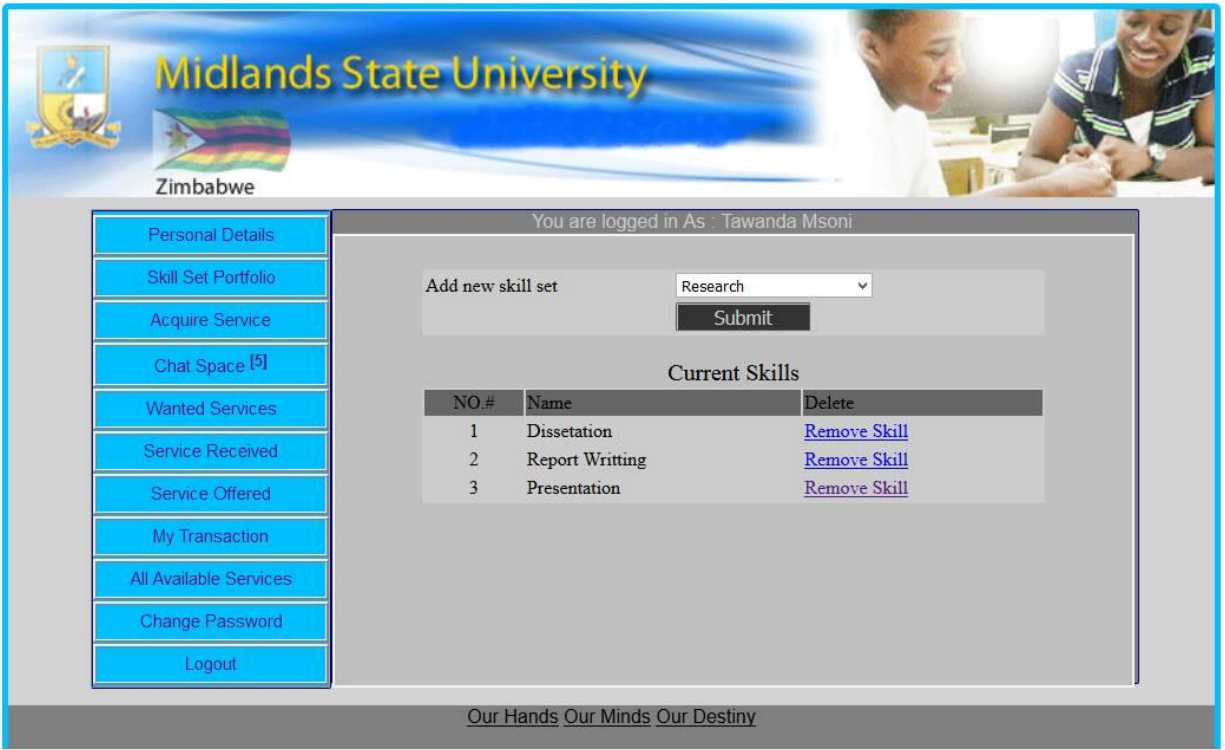 Midlands State University
Zimbabwe
You are logged in As : Tawanda Msoni
Personal Details
Skill Set Portfolio
Acquire Service
Chat Space [5]
Wanted Services
Service Received
Service Offered
My Transaction
All Available Services
Change Password
Logout
Add new skill set Research
Submit
Current Skills
NO.# Name Delete
1 Dissetation Remove Skill
2 Report Writting Remove Skill
3 Presentation Remove Skill
Our Hands Our Minds Our Destiny